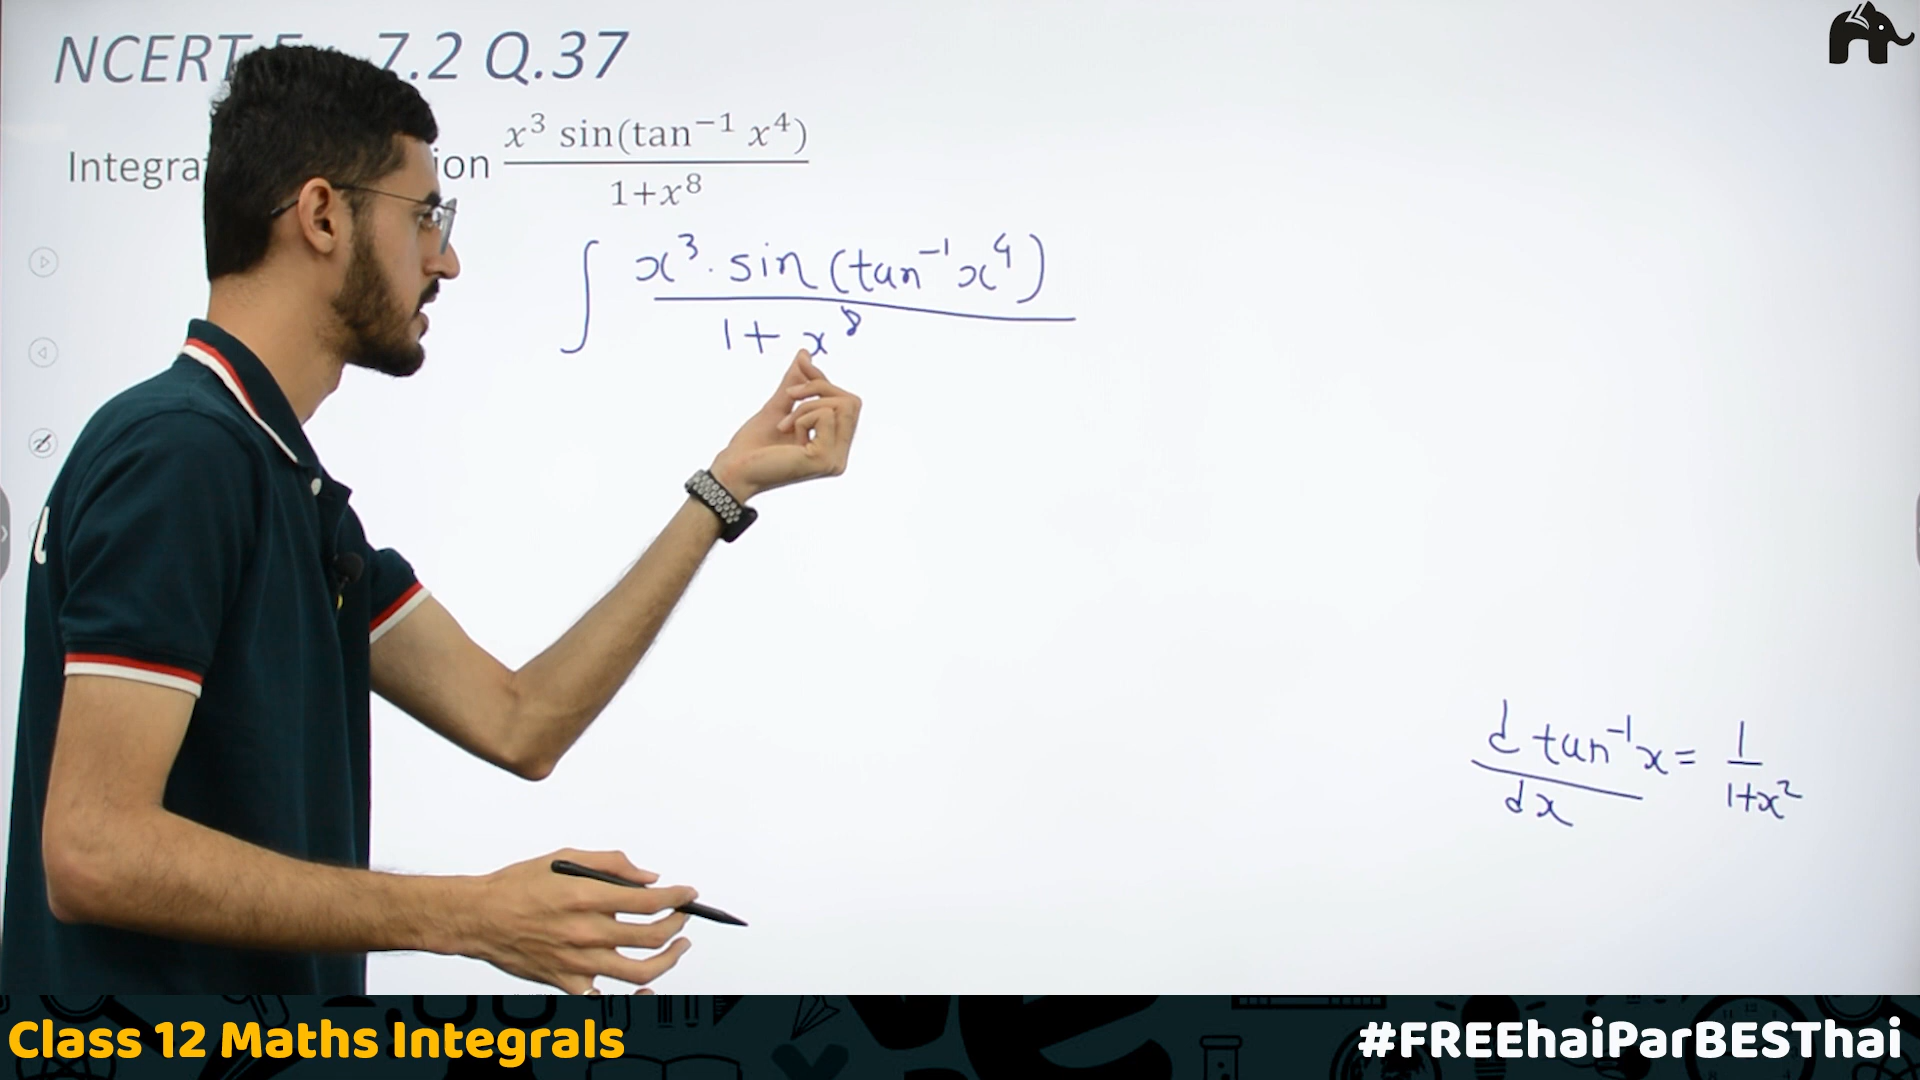 NCERT 7.2 Q.37
Integra ion x³ sin(tan⁻¹ x⁴)
1+x⁸
∫ x³. sin (tan⁻¹x⁴)
1+ x⁸
d tan⁻¹x = 1
dx 1+x²
t
Class 12 Maths Integrals
#FREEhaiParBESThai